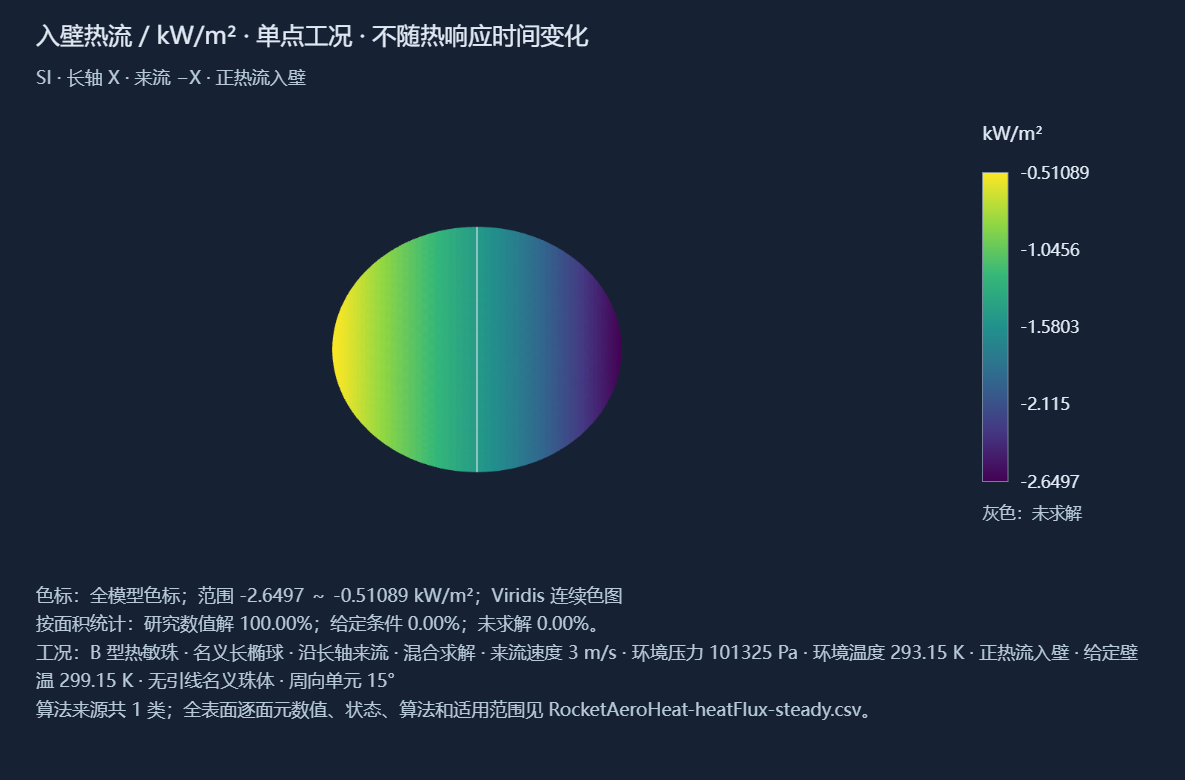 入壁热流 / kW/m² · 单点工况 · 不随热响应时间变化
SI · 长轴 X · 来流 −X · 正热流入壁
kW/m²
-0.51089
-1.0456
-1.5803
-2.115
-2.6497
灰色：未求解
色标：全模型色标；范围 -2.6497 ～ -0.51089 kW/m²；Viridis 连续色图
按面积统计：研究数值解 100.00%；给定条件 0.00%；未求解 0.00%。
工况：B 型热敏珠 · 名义长椭球 · 沿长轴来流 · 混合求解 · 来流速度 3 m/s · 环境压力 101325 Pa · 环境温度 293.15 K · 正热流入壁 · 给定壁
温 299.15 K · 无引线名义珠体 · 周向单元 15°
算法来源共 1 类；全表面逐面元数值、状态、算法和适用范围见 RocketAeroHeat-heatFlux-steady.csv。